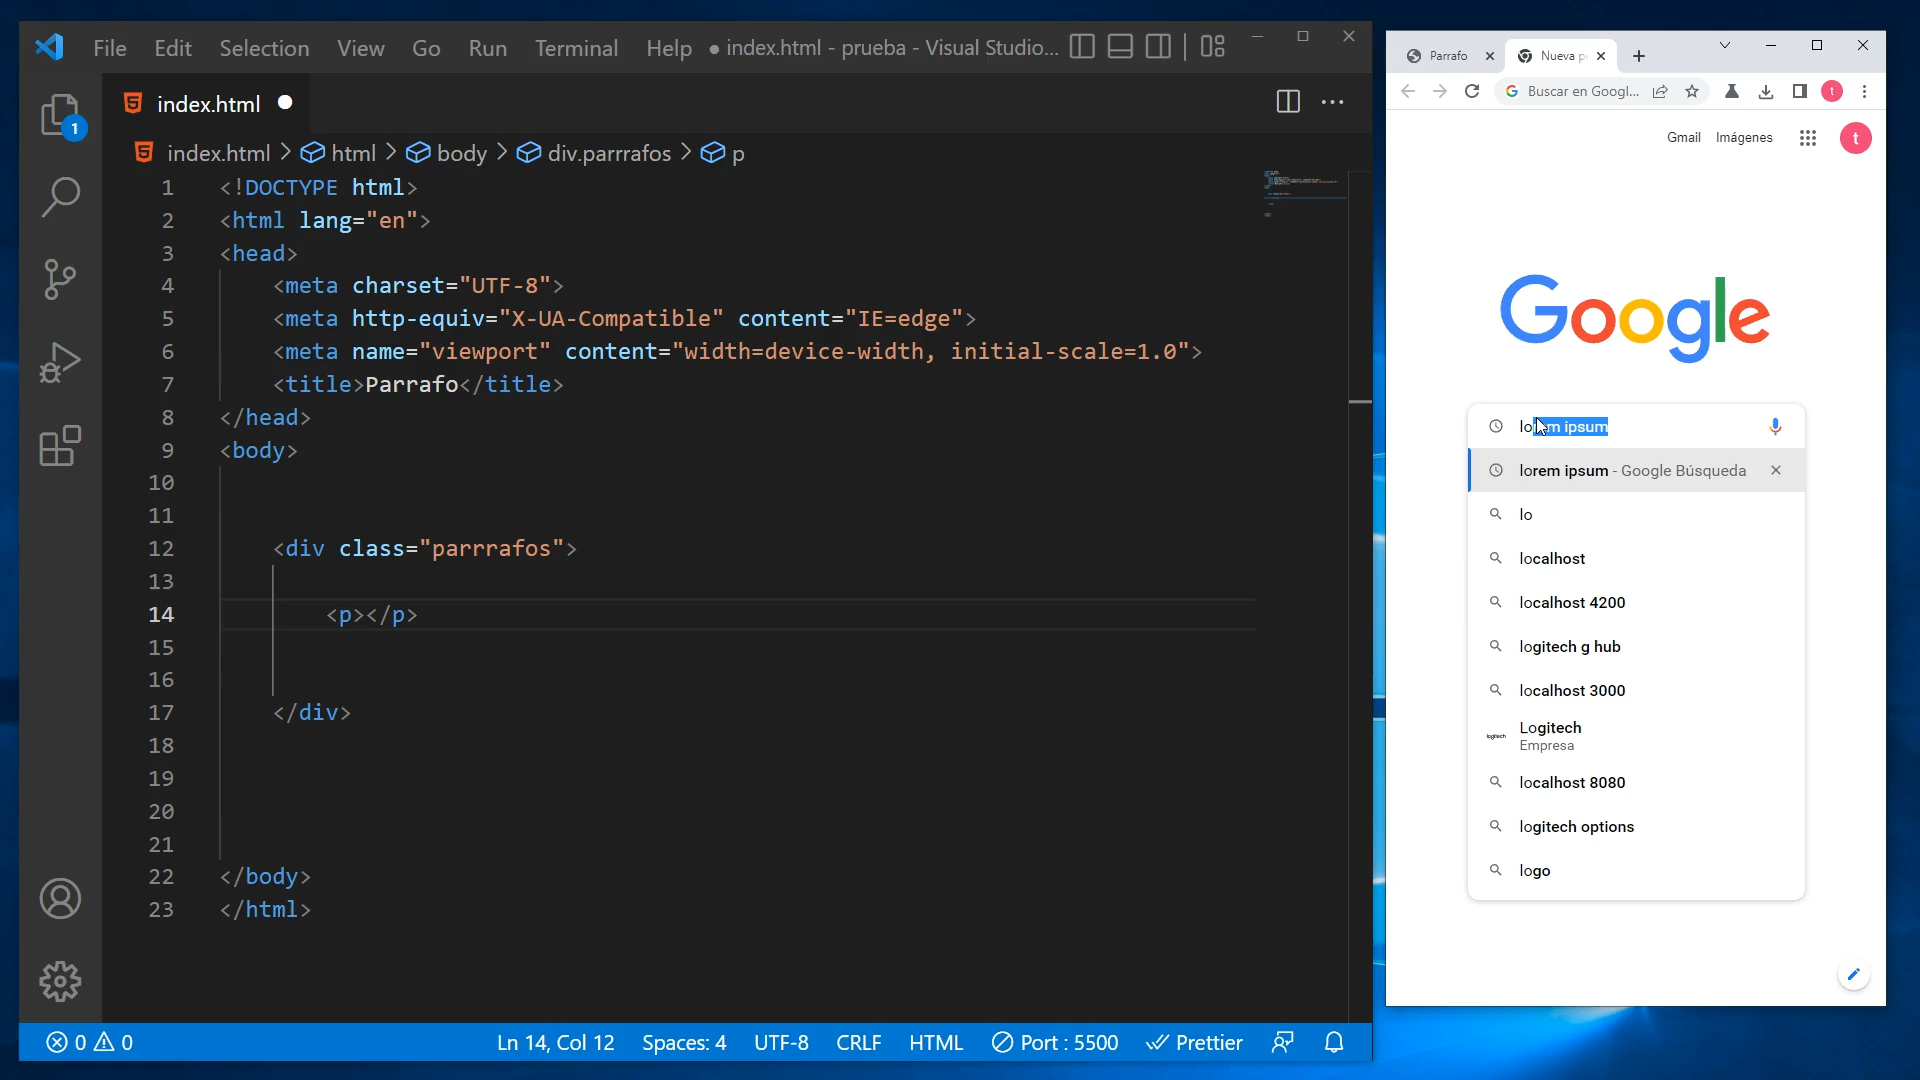 File Edit Selection View Go Run Terminal Help ● index.html - prueba - Visual Studio...
index.html
1
index.html > html > body > div.parrrafos > p
1 <!DOCTYPE html>
2 <html lang="en">
3 <head>
4 <meta charset="UTF-8">
5 <meta http-equiv="X-UA-Compatible" content="IE=edge">
6 <meta name="viewport" content="width=device-width, initial-scale=1.0">
7 <title>Parrafo</title>
8 </head>
9 <body>
10
11
12 <div class="parrrafos">
13
14 <p></p>
15
16
17 </div>
18
19
20
21
22 </body>
23 </html>
0 0 Ln 14, Col 12 Spaces: 4 UTF-8 CRLF HTML Port : 5500 Prettier
Parrafo Nueva p
Buscar en Googl... t
Gmail Imágenes t
Google
lorem ipsum
lorem ipsum - Google Búsqueda
lo
localhost
localhost 4200
logitech g hub
localhost 3000
logitech Logitech
Empresa
localhost 8080
logitech options
logo